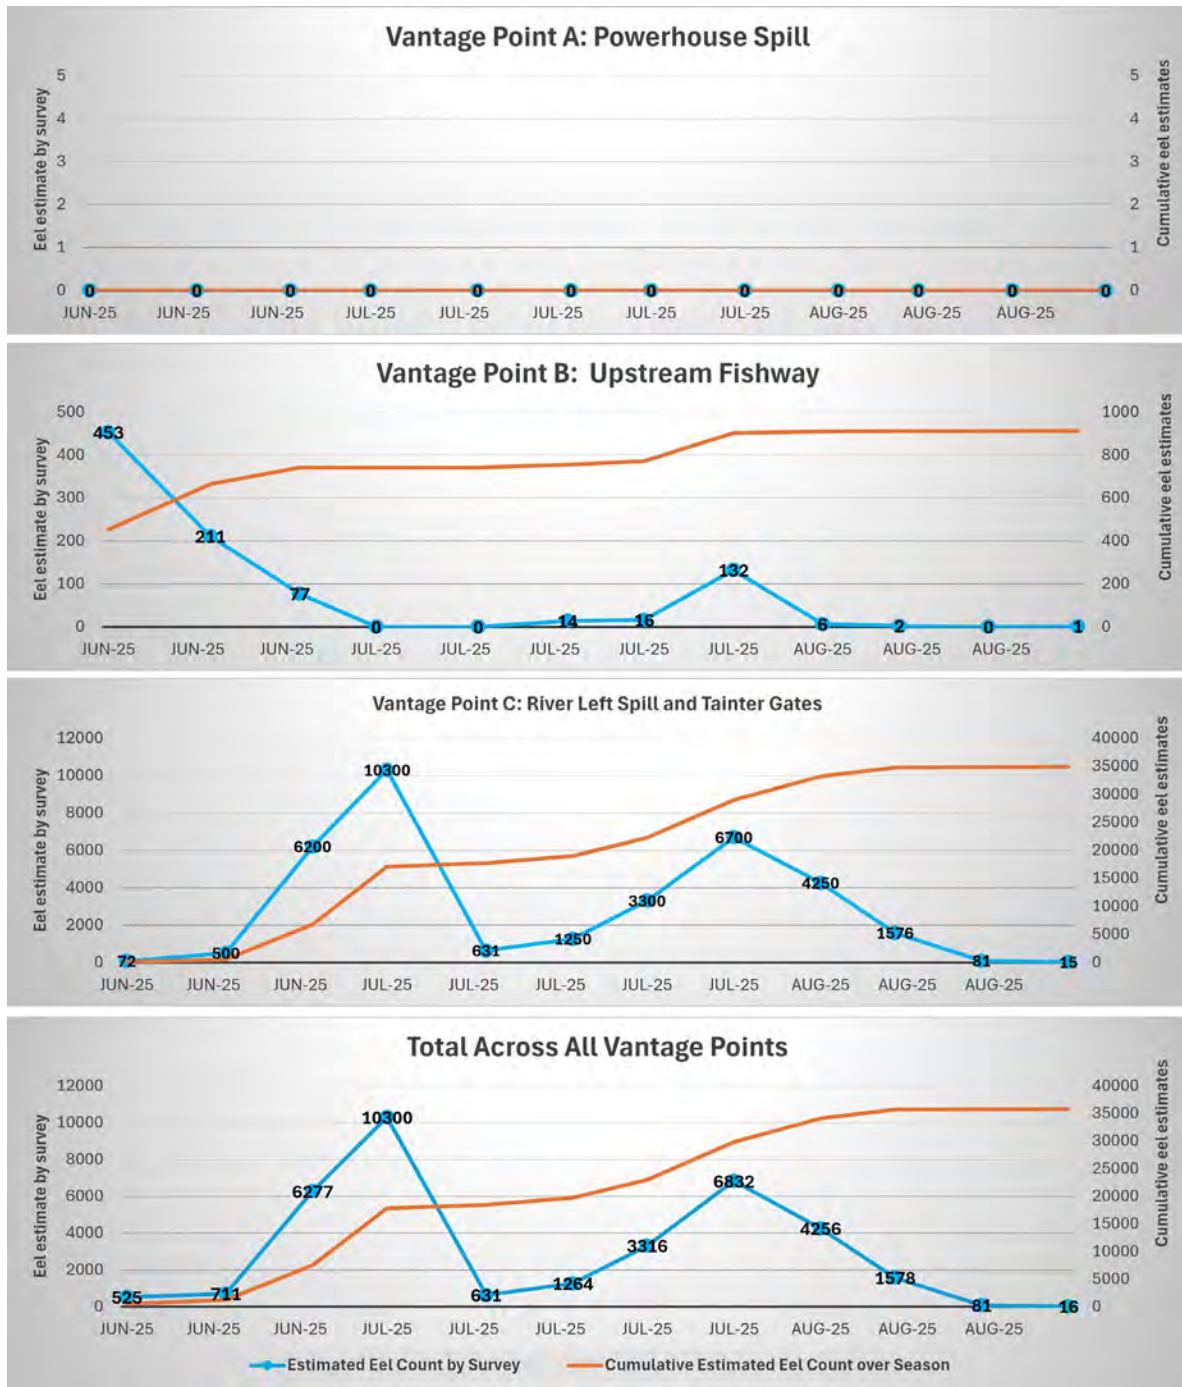 Vantage Point A: Powerhouse Spill
Eel estimate by survey
Cumulative eel estimates
5 5
4 4
3 3
2 2
1 1
0 0 0 0 0 0 0 0 0 0 0 0 0 0
JUN-25 JUN-25 JUN-25 JUL-25 JUL-25 JUL-25 JUL-25 JUL-25 AUG-25 AUG-25 AUG-25
Vantage Point B: Upstream Fishway
Eel estimate by survey
Cumulative eel estimates
500 1000
453
400 800
300 600
200 211 400
132
100 77 200
0 0 0 14 16 6 2 0 1 0
JUN-25 JUN-25 JUN-25 JUL-25 JUL-25 JUL-25 JUL-25 JUL-25 AUG-25 AUG-25 AUG-25
Vantage Point C: River Left Spill and Tainter Gates
Eel estimate by survey
Cumulative eel estimates
12000 40000
35000
10000 10300
30000
8000
25000
6000 6200 6700
20000
4000 3300 4250
15000
10000
2000 1250 1576
5000
0 72 500 631 81 15 0
JUN-25 JUN-25 JUN-25 JUL-25 JUL-25 JUL-25 JUL-25 JUL-25 AUG-25 AUG-25 AUG-25
Total Across All Vantage Points
Eel estimate by survey
Cumulative eel estimates
12000 40000
35000
10000 10300
30000
8000
25000
6000 6277 6832
20000
4000 3316 4256
15000
10000
2000 1264 1578
5000
0 525 711 631 81 16 0
JUN-25 JUN-25 JUN-25 JUL-25 JUL-25 JUL-25 JUL-25 JUL-25 AUG-25 AUG-25 AUG-25
Estimated Eel Count by Survey Cumulative Estimated Eel Count over Season